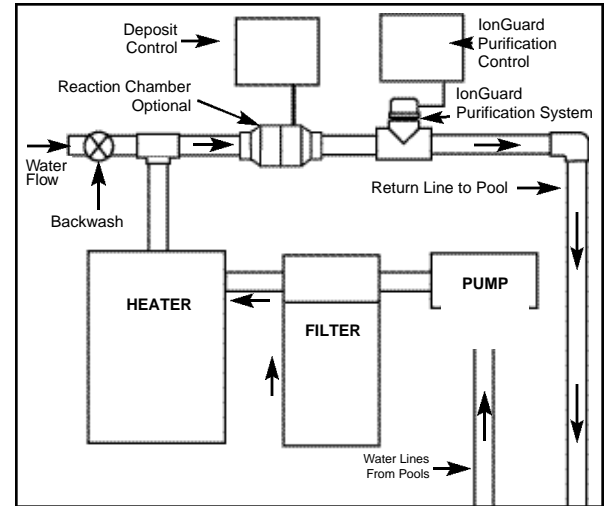 Deposit
Control
IonGuard
Purification
Control
Reaction Chamber
Optional
IonGuard
Purification System
Water
Flow
Return Line to Pool
Backwash
HEATER
FILTER
PUMP
Water Lines
From Pools